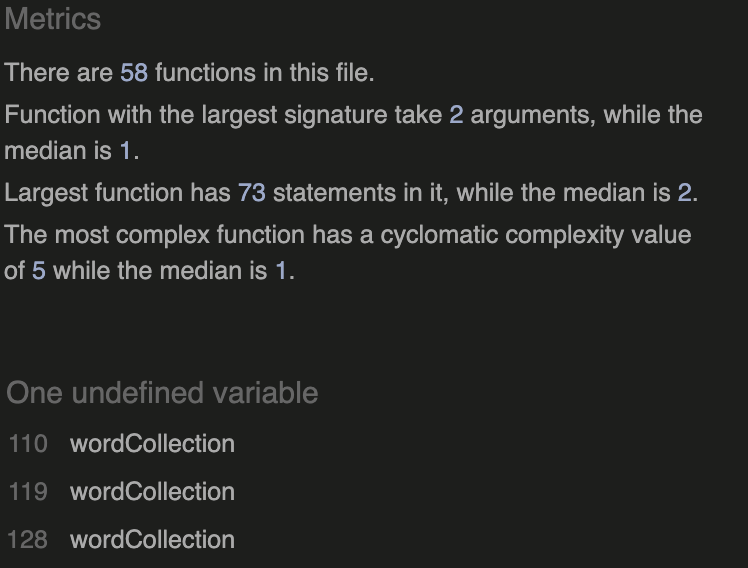 Metrics
There are 58 functions in this file.
Function with the largest signature take 2 arguments, while the
median is 1.
Largest function has 73 statements in it, while the median is 2.
The most complex function has a cyclomatic complexity value
of 5 while the median is 1.
One undefined variable
110 wordCollection
119 wordCollection
128 wordCollection